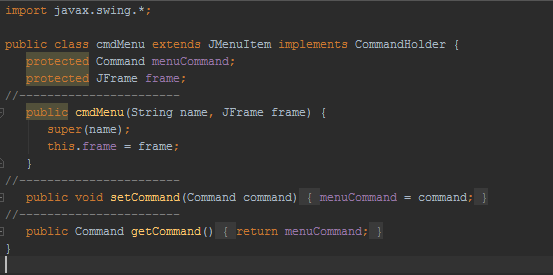 import javax.swing.*;
public class cmdMenu extends JMenuItem implements CommandHolder {
protected Command menuCommand;
protected JFrame frame;
//-----------------------
public cmdMenu(String name, JFrame frame) {
super(name);
this.frame = frame;
}
//-----------------------
public void setCommand(Command command) { menuCommand = command; }
//-----------------------
public Command getCommand() { return menuCommand; }
}